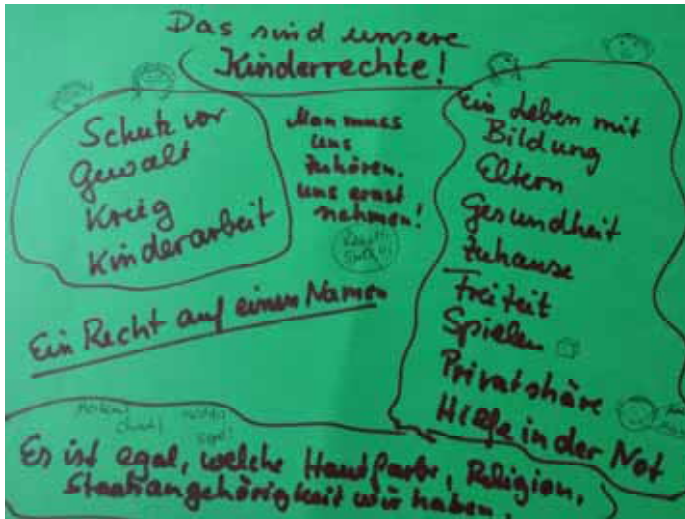 Das sind unsere
Kinderrechte!
Schutz vor
Gewalt
Kreig
Kinderarbeit
Man muss
uns
zuhören.
uns ernst
nehmen!
Ein Leben mit
Bildung
Eltern
Gesundheit
Zuhause
Freizeit
Spielen
Privatshäre
Hilfe in der Not
Ein Recht auf einen Namen
Es ist egal, welche Hautfarbe, Religion,
Staatsangehörigkeit wir haben.